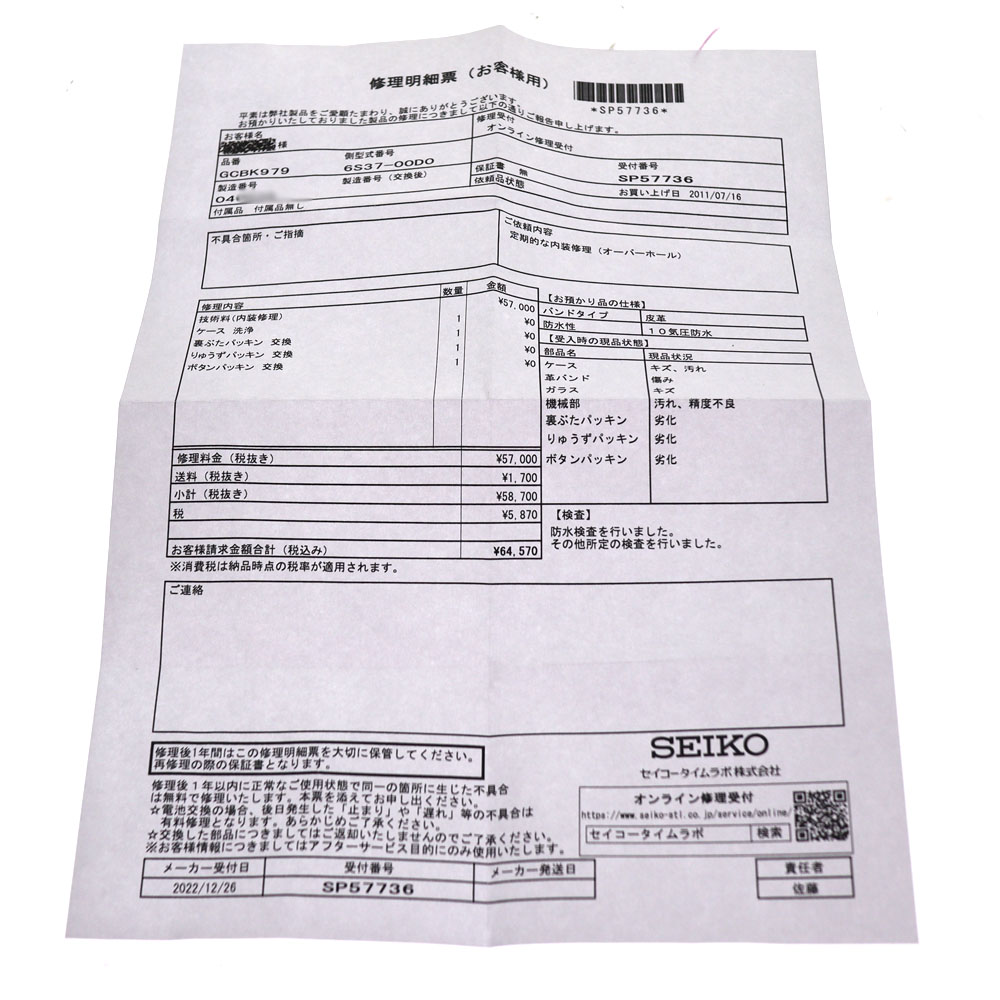 修理明細票（お客様用）
*SP57736*
平素は弊社製品をご愛顧たまわり、誠にありがとうございます。
お預かりいたしておりました製品の修理につきまして以下の通りご報告申し上げます。
お客様名
様
修理受付
オンライン修理受付
品番 側型式番号
GCBK979 6S37-00D0
保証書 無 受付番号
SP57736
製造番号 製造番号（交換後）
04
依頼品状態 お買い上げ日 2011/07/16
付属品 付属品無し
不具合箇所・ご指摘
ご依頼内容
定期的な内装修理（オーバーホール）
修理内容 数量 金額
技術料(内装修理) 1 ¥57,000
ケース 洗浄 1 ¥0
裏ぶたパッキン 交換 1 ¥0
りゅうずパッキン 交換 1 ¥0
ボタンパッキン 交換 1 ¥0
修理料金（税抜き） ¥57,000
送料（税抜き） ¥1,700
小計（税抜き） ¥58,700
税 ¥5,870
お客様請求金額合計（税込み） ¥64,570
※消費税は納品時点の税率が適用されます。
【お預かり品の仕様】
バンドタイプ 皮革
防水性 １０気圧防水
【受入時の現品状態】
部品名 現品状況
ケース キズ、汚れ
革バンド 傷み
ガラス キズ
機械部 汚れ、精度不良
裏ぶたパッキン 劣化
りゅうずパッキン 劣化
ボタンパッキン 劣化
【検査】
防水検査を行いました。
その他所定の検査を行いました。
ご連絡
修理後1年間はこの修理明細票を大切に保管してください。
再修理の際の保証書となります。
修理後１年以内に正常なご使用状態で同一の箇所に生じた不具合
は無料で修理いたします。本票を添えてお申し出ください。
☆電池交換の場合、後日発生した「止まり」や「遅れ」等の不具合は
有料修理となります。あらかじめご了承ください。
☆交換した部品につきましてはご返却いたしませんのでご了承ください。
※お客様情報につきましてはアフターサービス目的にのみ使用いたします。
SEIKO
セイコータイムラボ株式会社
オンライン修理受付
https://www.seiko-stl.co.jp/service/online/
セイコータイムラボ 検索
メーカー受付日 受付番号 メーカー発送日
2022/12/26 SP57736
責任者
佐藤